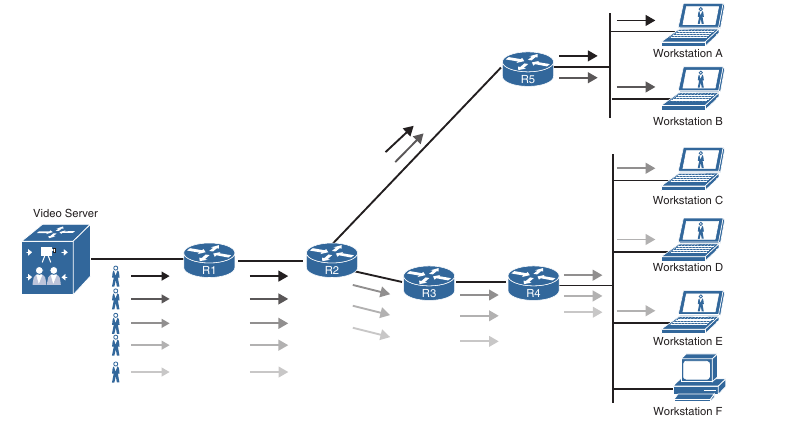 Workstation A
R5
Workstation B
Workstation C
Video Server
R1
R2
Workstation D
R3
R4
Workstation E
Workstation F